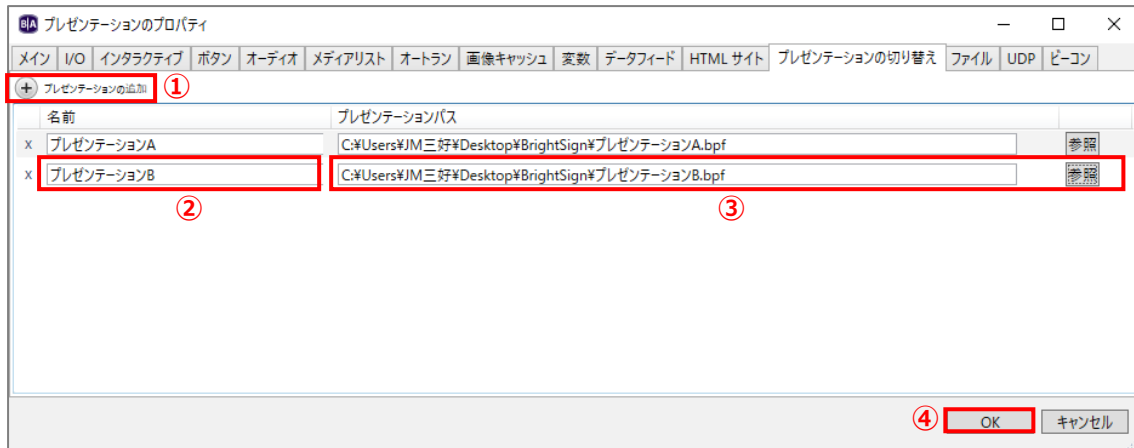 B|A プレゼンテーションのプロパティ
メイン I/O インタラクティブ ボタン オーディオ メディアリスト オートラン 画像キャッシュ 変数 データフィード HTML サイト プレゼンテーションの切り替え ファイル UDP ビーコン
+ プレゼンテーションの追加 ①
名前 プレゼンテーションパス
x プレゼンテーションA C:¥Users¥JM三好¥Desktop¥BrightSign¥プレゼンテーションA.bpf 参照
x プレゼンテーションB C:¥Users¥JM三好¥Desktop¥BrightSign¥プレゼンテーションB.bpf 参照
② ③
④ OK キャンセル